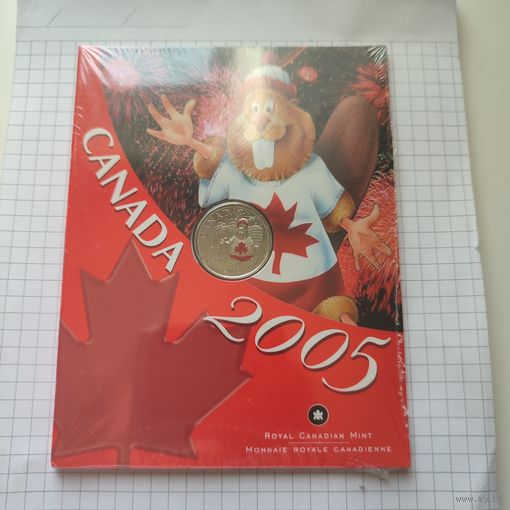 CANADA
2005
ROYAL CANADIAN MINT
MONNAIE ROYALE CANADIENNE
www.ay.by